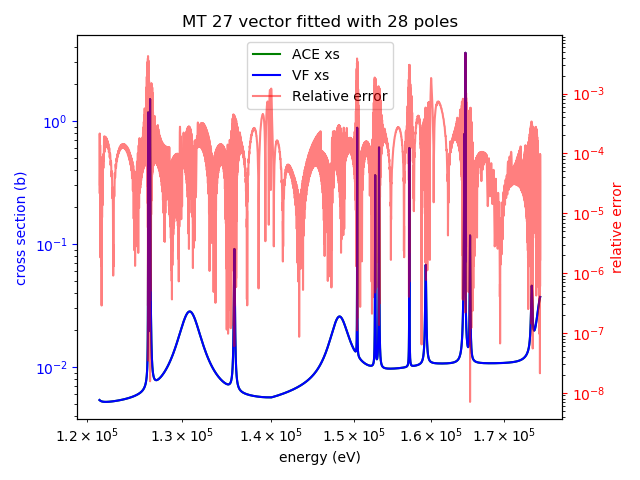 MT 27 vector fitted with 28 poles
ACE xs
VF xs
Relative error
10⁰
10⁻¹
10⁻²
cross section (b)
10⁻³
10⁻⁴
10⁻⁵
10⁻⁶
10⁻⁷
10⁻⁸
relative error
1.2 × 10⁵ 1.3 × 10⁵ 1.4 × 10⁵ 1.5 × 10⁵ 1.6 × 10⁵ 1.7 × 10⁵
energy (eV)